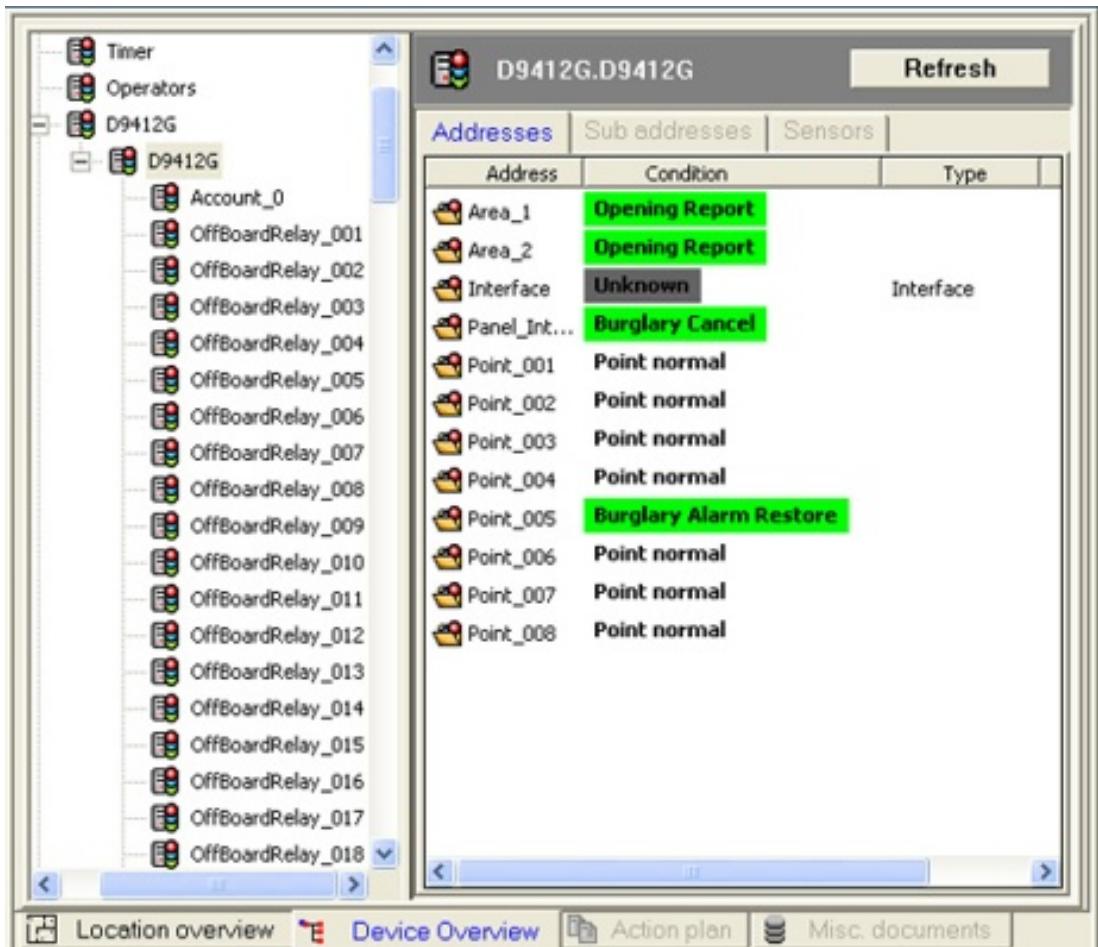 Timer
Operators
D9412G
D9412G
Account_0
OffBoardRelay_001
OffBoardRelay_002
OffBoardRelay_003
OffBoardRelay_004
OffBoardRelay_005
OffBoardRelay_006
OffBoardRelay_007
OffBoardRelay_008
OffBoardRelay_009
OffBoardRelay_010
OffBoardRelay_011
OffBoardRelay_012
OffBoardRelay_013
OffBoardRelay_014
OffBoardRelay_015
OffBoardRelay_016
OffBoardRelay_017
OffBoardRelay_018
D9412G.D9412G Refresh
Addresses Sub addresses Sensors
Address Condition Type
Area_1 Opening Report
Area_2 Opening Report
Interface Unknown Interface
Panel_Int... Burglary Cancel
Point_001 Point normal
Point_002 Point normal
Point_003 Point normal
Point_004 Point normal
Point_005 Burglary Alarm Restore
Point_006 Point normal
Point_007 Point normal
Point_008 Point normal
Location overview Device Overview Action plan Misc. documents